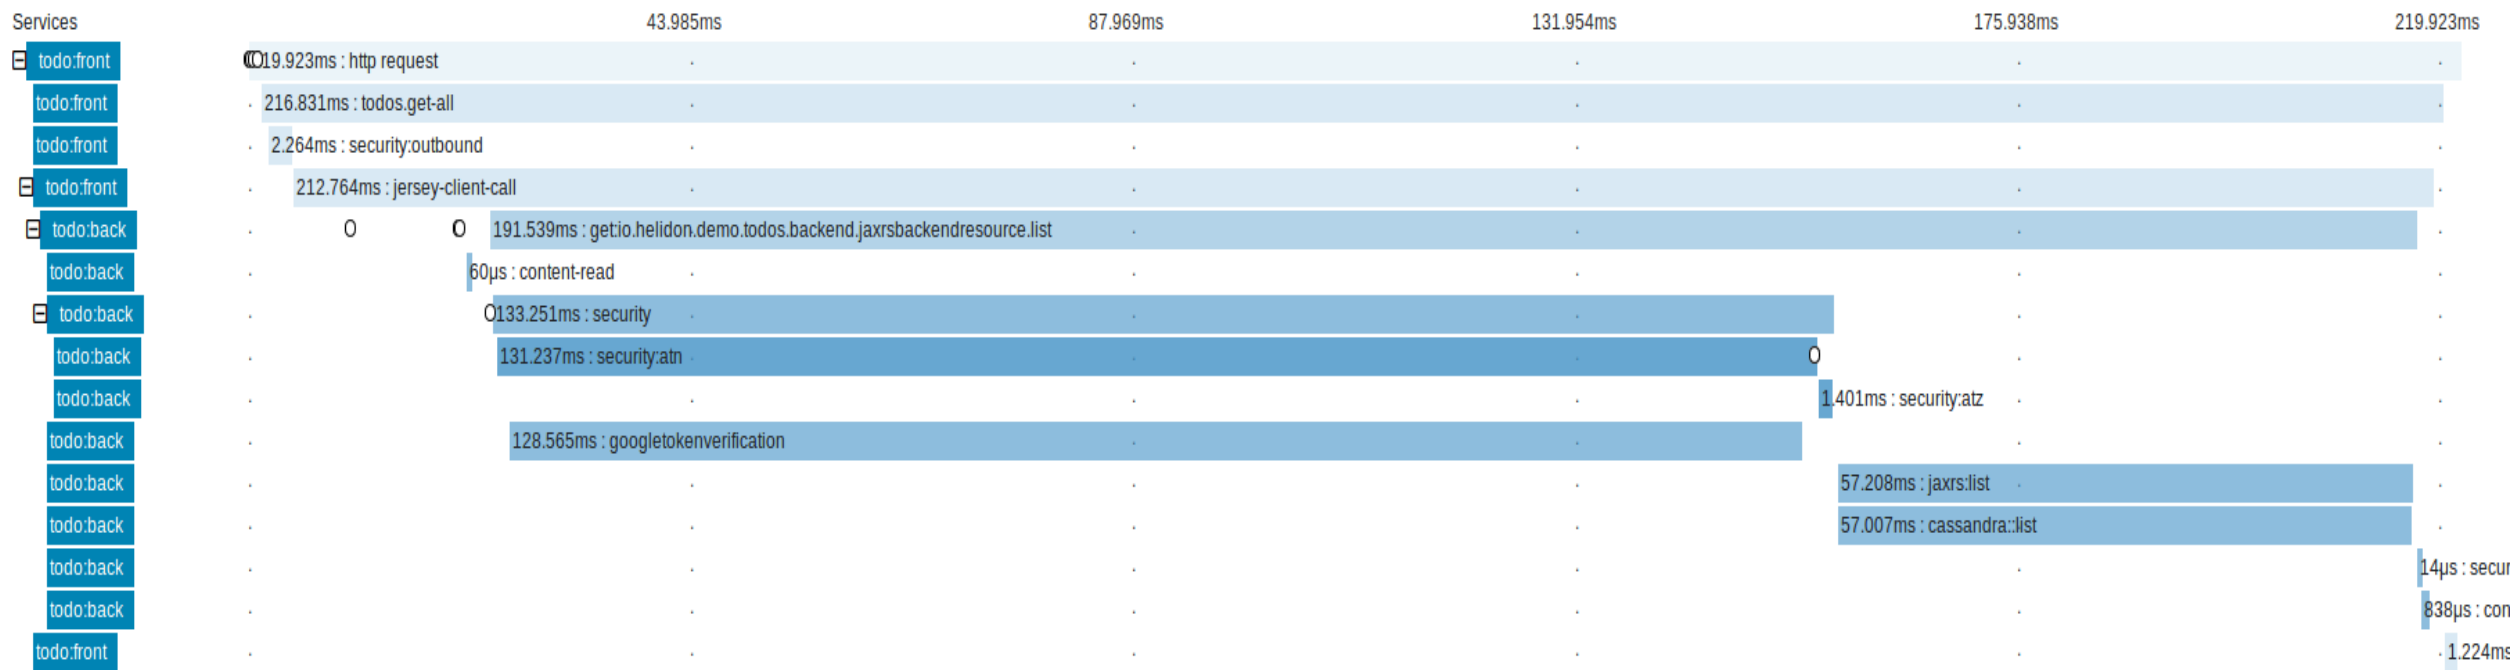 Services 43.985ms 87.969ms 131.954ms 175.938ms 219.923ms
todo:front 19.923ms : http request
todo:front 216.831ms : todos.get-all
todo:front 2.264ms : security:outbound
todo:front 212.764ms : jersey-client-call
todo:back 191.539ms : get:io.helidon.demo.todos.backend.jaxrsbackendresource.list
todo:back 60µs : content-read
todo:back 133.251ms : security
todo:back 131.237ms : security:atn
todo:back 1.401ms : security:atz
todo:back 128.565ms : googletokenverification
todo:back 57.208ms : jaxrs:list
todo:back 57.007ms : cassandra::list
todo:back 14µs : secur
todo:back 838µs : con
todo:front 1.224ms